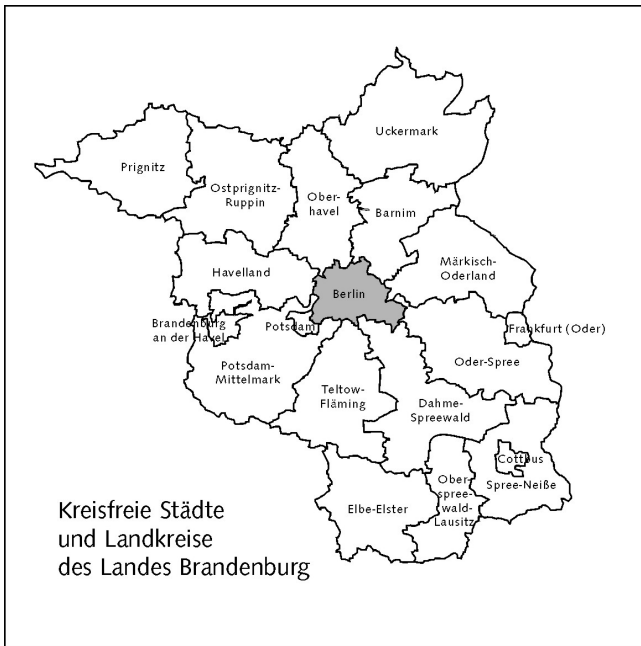 Uckermark
Prignitz
Ostprignitz-
Ruppin
Ober-
havel
Barnim
Havelland
Märkisch-
Oderland
Berlin
Brandenburg
an der Havel
Potsdam
Frankfurt (Oder)
Potsdam-
Mittelmark
Oder-Spree
Teltow-
Fläming
Dahme-
Spreewald
Cottbus
Spree-Neiße
Ober
spree-
wald-
Lausitz
Elbe-Elster
Kreisfreie Städte
und Landkreise
des Landes Brandenburg